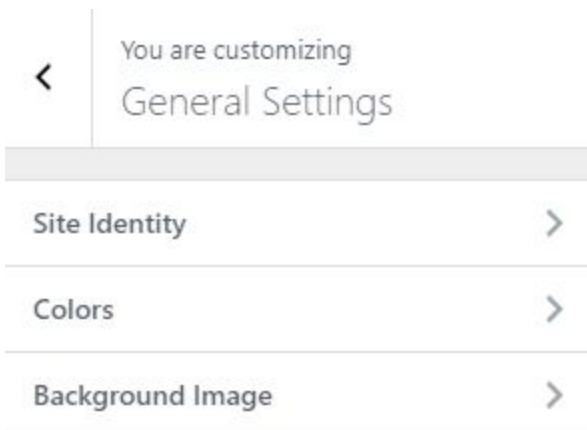 You are customizing
General Settings
Site Identity
Colors
Background Image